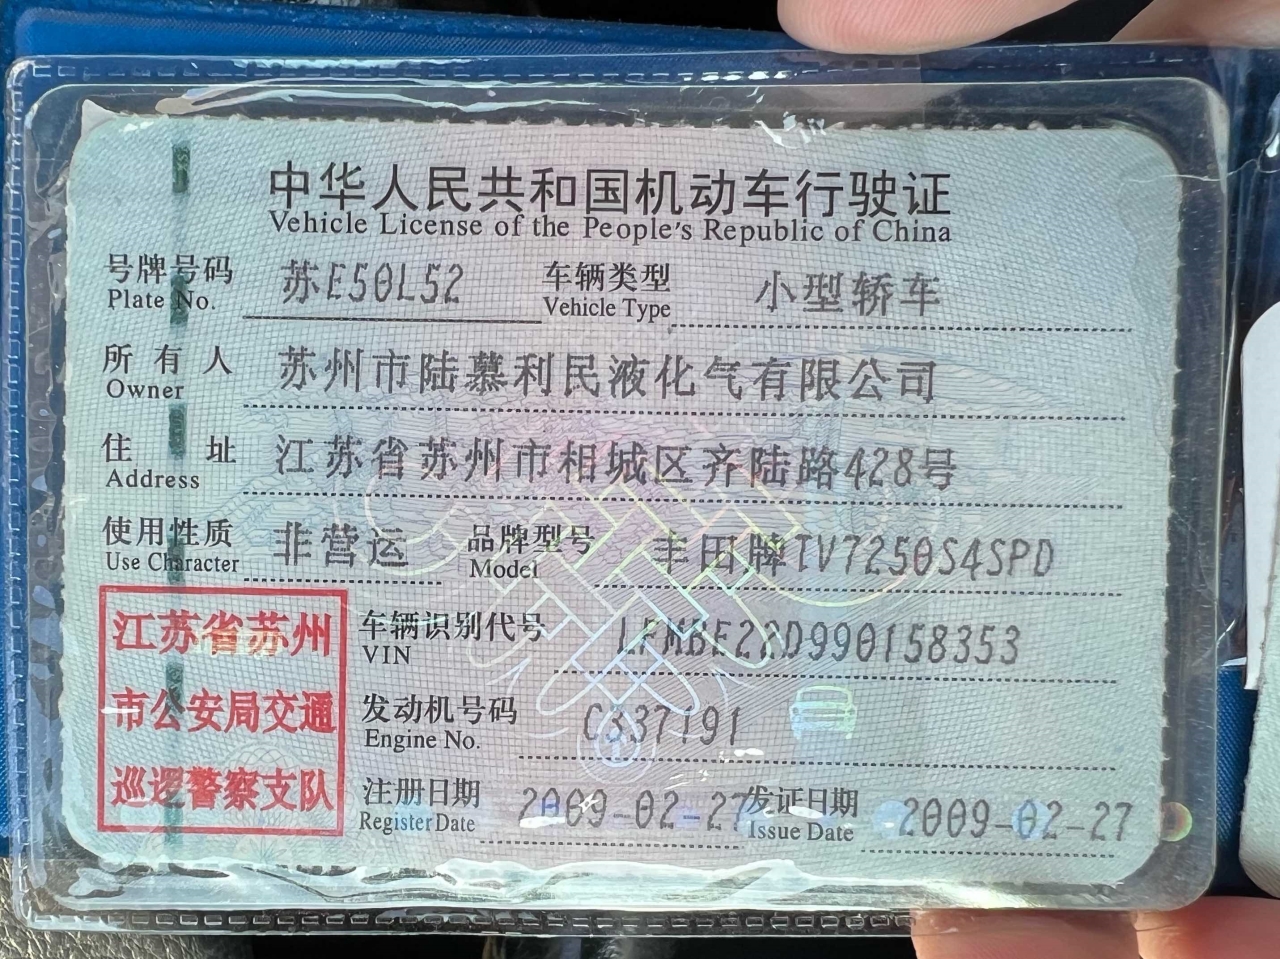 中华人民共和国机动车行驶证
Vehicle License of the People's Republic of China
号牌号码 苏E50L52 车辆类型 小型轿车
Plate No. Vehicle Type
所有人 苏州市陆慕利民液化气有限公司
Owner
住址 江苏省苏州市相城区齐陆路428号
Address
使用性质 非营运 品牌型号 丰田牌TV7250S4SPD
Use Character Model
江苏省苏州
市公安局交通
巡逻警察支队
车辆识别代号 LFMBE22D990158353
VIN
发动机号码 C337191
Engine No.
注册日期 2009-02-27 发证日期 2009-02-27
Register Date Issue Date